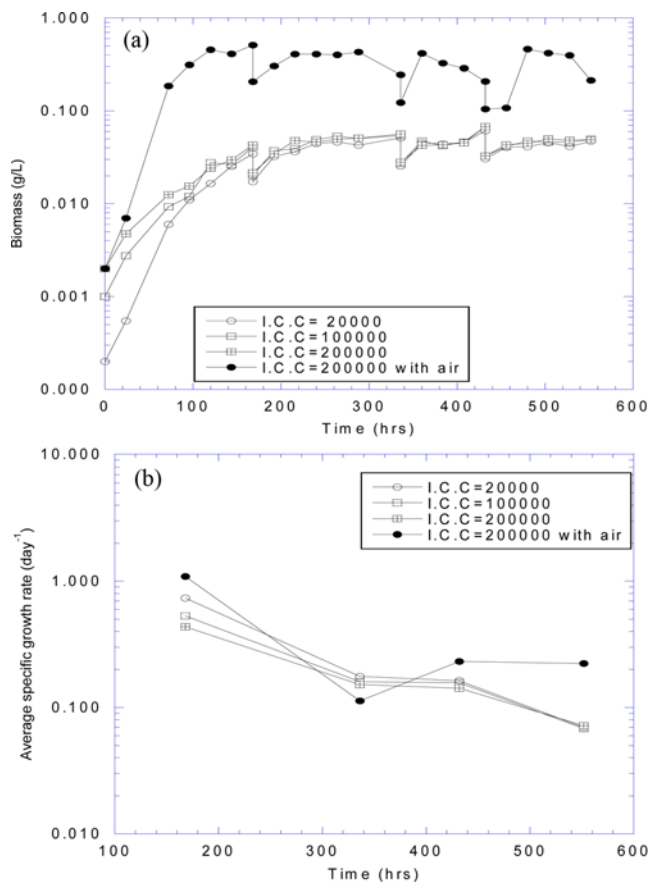 (a)
1.000
0.100
0.010
0.001
0.000
Biomass (g/L)
I.C.C= 20000
I.C.C=100000
I.C.C=200000
I.C.C=200000 with air
0 100 200 300 400 500 600
Time (hrs)
(b)
10.000
1.000
0.100
0.010
Average specific growth rate (day-1)
I.C.C=20000
I.C.C=100000
I.C.C=200000
I.C.C=200000 with air
100 200 300 400 500 600
Time (hrs)